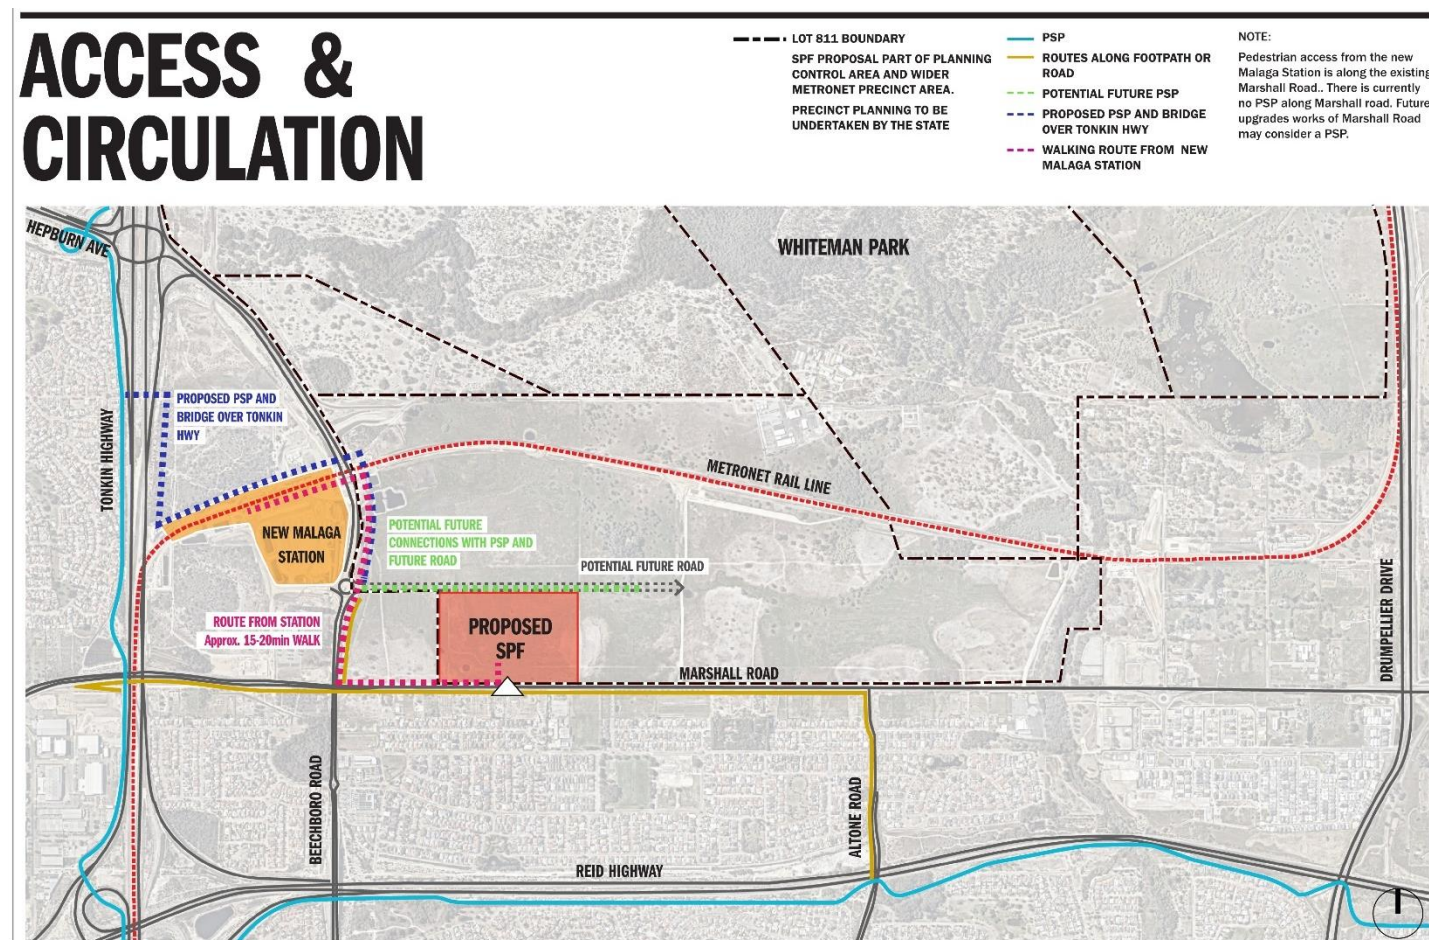 ACCESS &
CIRCULATION
LOT 811 BOUNDARY
SPF PROPOSAL PART OF PLANNING
CONTROL AREA AND WIDER
METRONET PRECINCT AREA.
PRECINCT PLANNING TO BE
UNDERTAKEN BY THE STATE
PSP
ROUTES ALONG FOOTPATH OR
ROAD
POTENTIAL FUTURE PSP
PROPOSED PSP AND BRIDGE
OVER TONKIN HWY
WALKING ROUTE FROM NEW
MALAGA STATION
NOTE:
Pedestrian access from the new
Malaga Station is along the existing
Marshall Road.. There is currently
no PSP along Marshall road. Future
upgrades works of Marshall Road
may consider a PSP.
HEPBURN AVE
WHITEMAN PARK
TONKIN HIGHWAY
PROPOSED PSP AND
BRIDGE OVER TONKIN
HWY
METRONET RAIL LINE
NEW MALAGA
STATION
POTENTIAL FUTURE
CONNECTIONS WITH PSP AND
FUTURE ROAD
POTENTIAL FUTURE ROAD
ROUTE FROM STATION
Approx. 15-20min WALK
PROPOSED
SPF
MARSHALL ROAD
DRUMPELLIER DRIVE
BEECHBORO ROAD
ALTONE ROAD
REID HIGHWAY